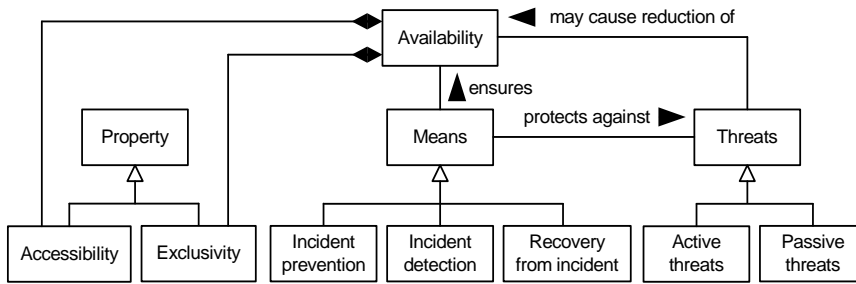 Availability
may cause reduction of
ensures
protects against
Property
Means
Threats
Accessibility
Exclusivity
Incident
prevention
Incident
detection
Recovery
from incident
Active
threats
Passive
threats